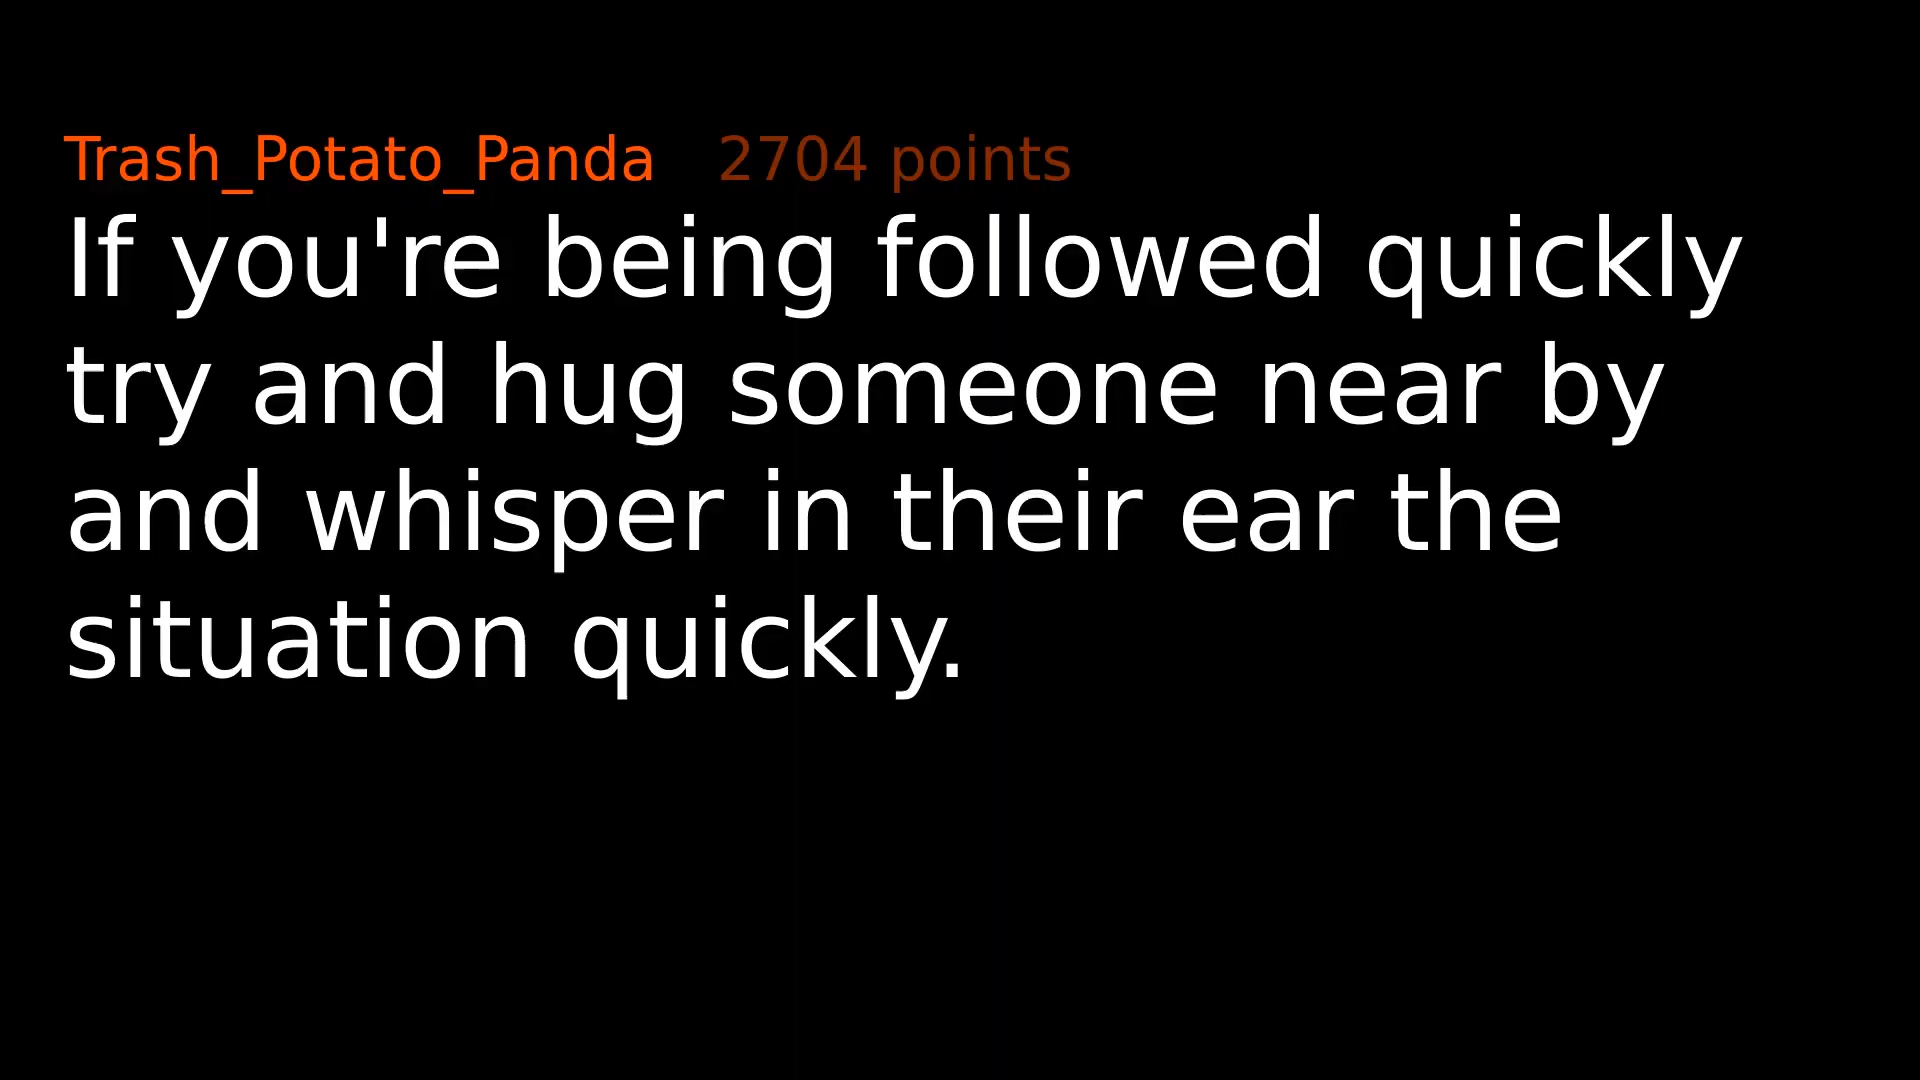 Trash_Potato_Panda 2704 points
If you're being followed quickly
try and hug someone near by
and whisper in their ear the
situation quickly.